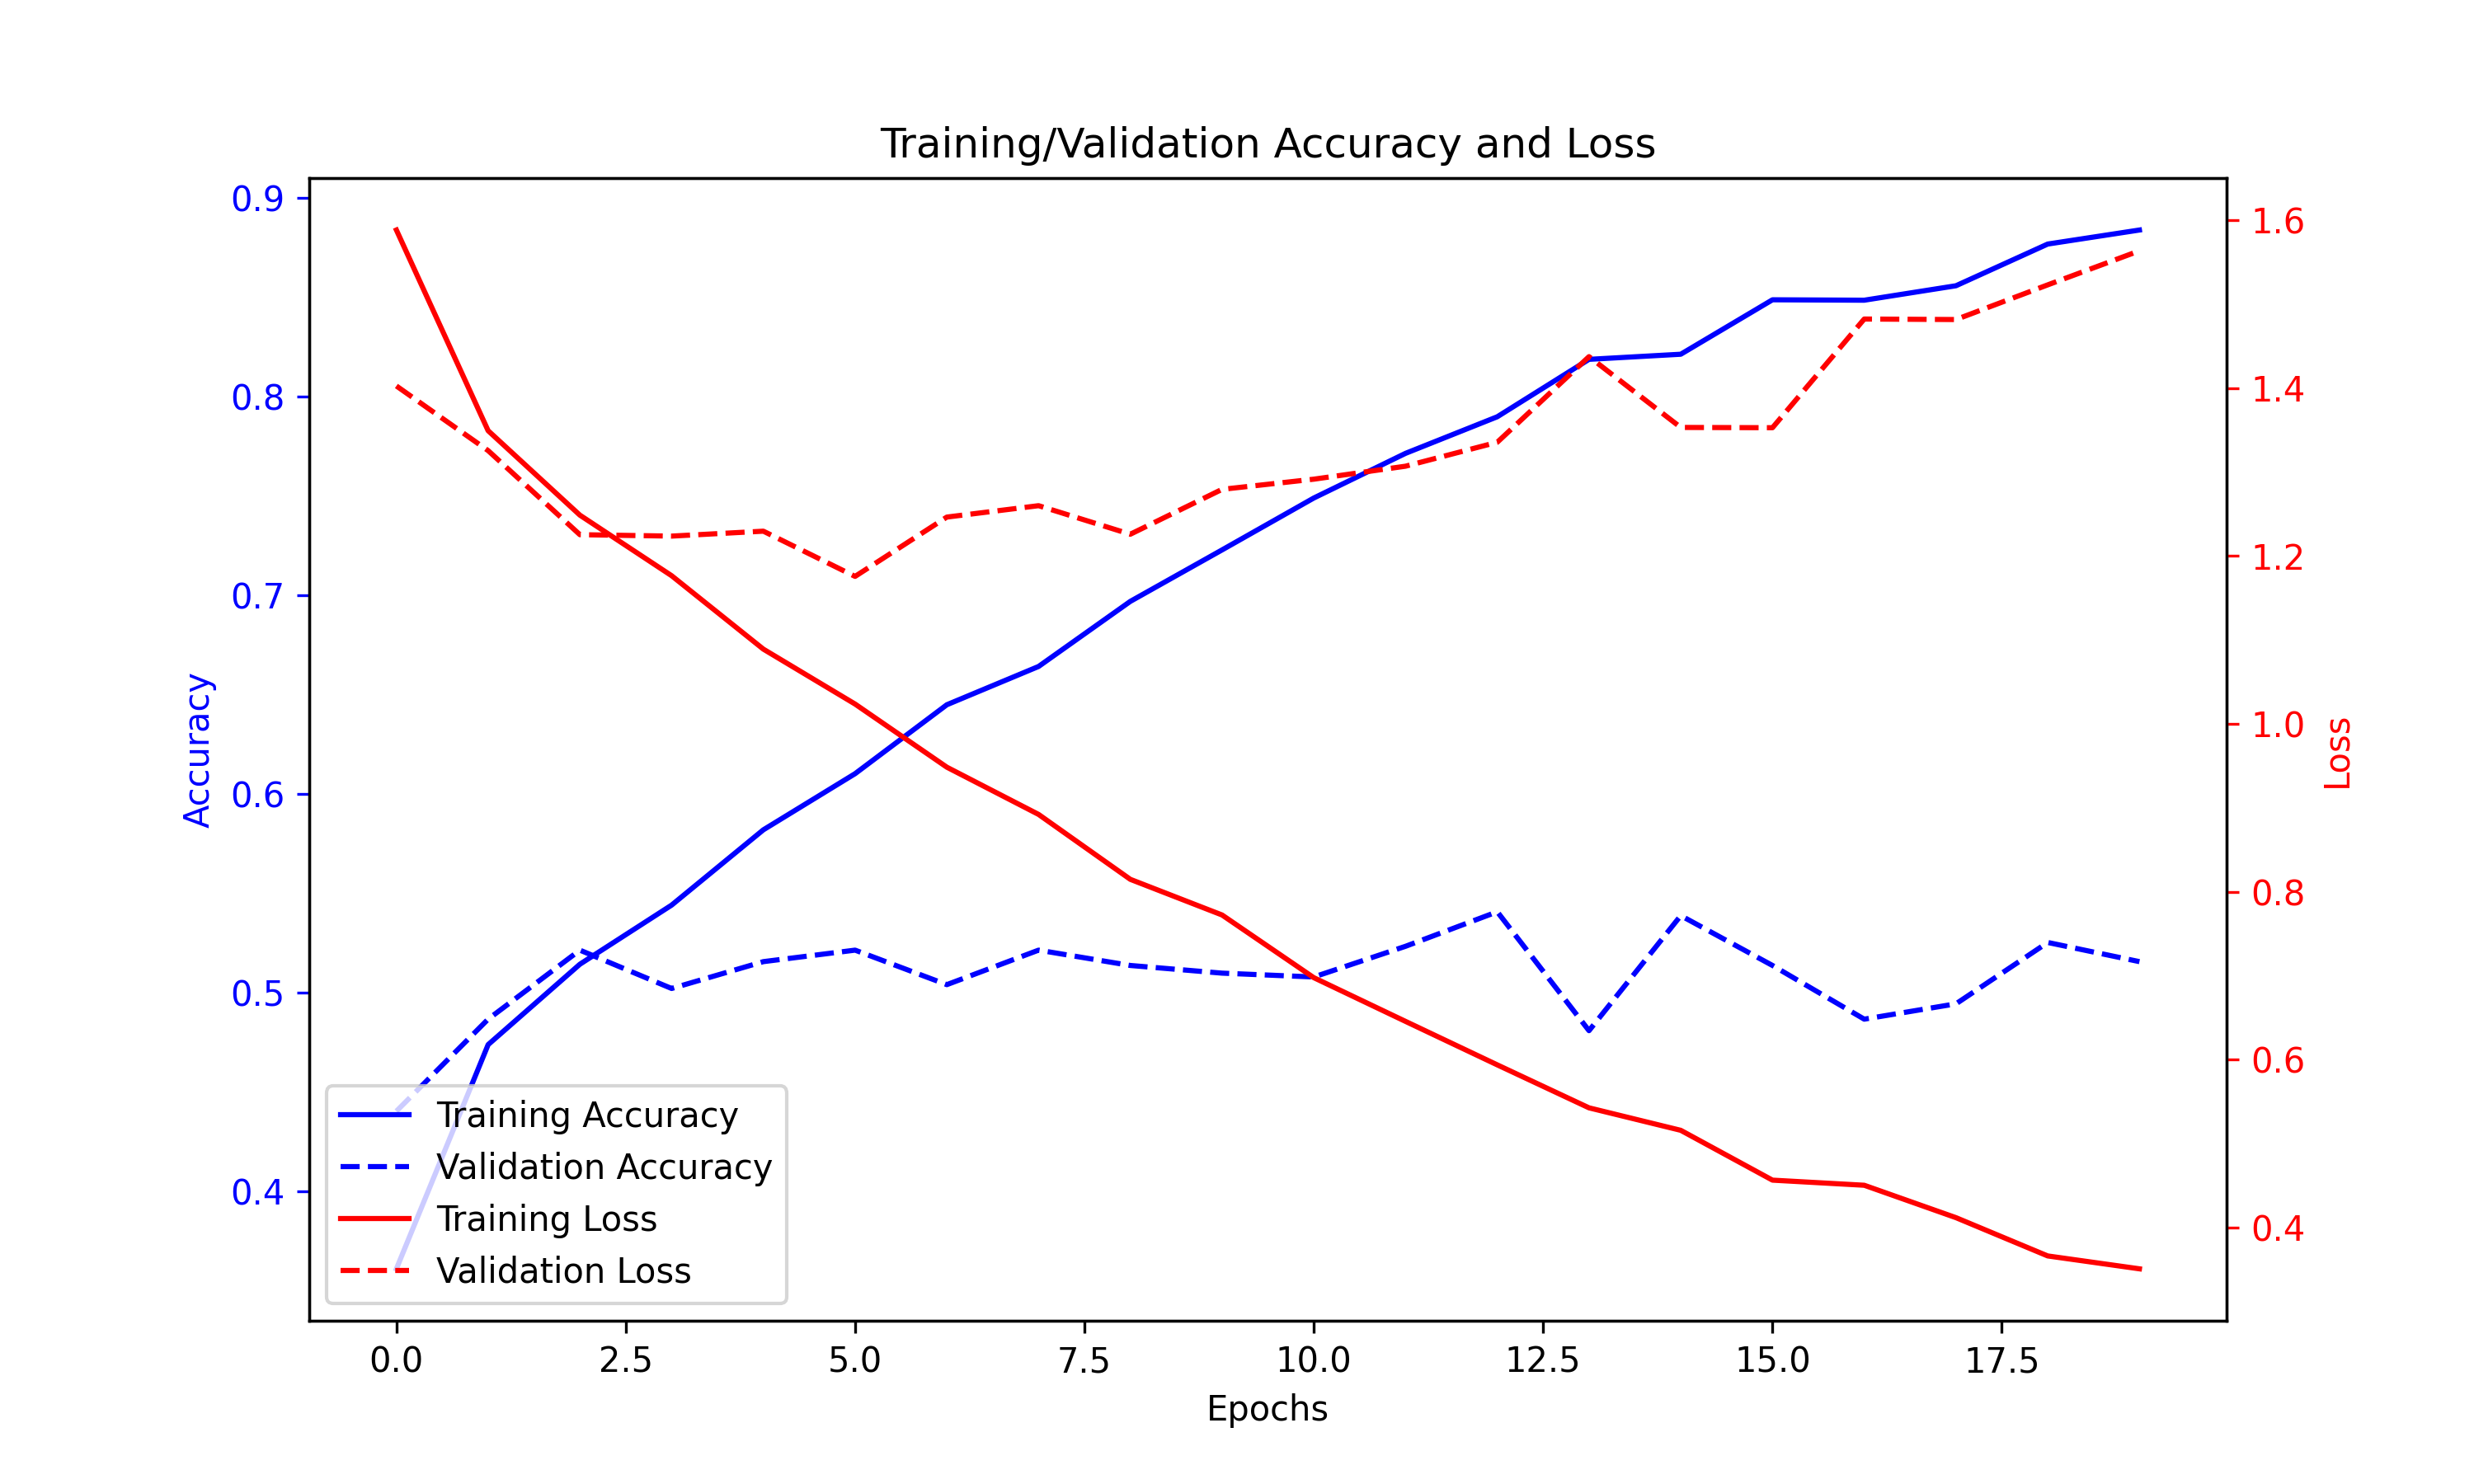 Training/Validation Accuracy and Loss
0.9
0.8
0.7
0.6
0.5
0.4
Accuracy
1.6
1.4
1.2
1.0
0.8
0.6
0.4
Loss
Training Accuracy
Validation Accuracy
Training Loss
Validation Loss
0.0 2.5 5.0 7.5 10.0 12.5 15.0 17.5
Epochs